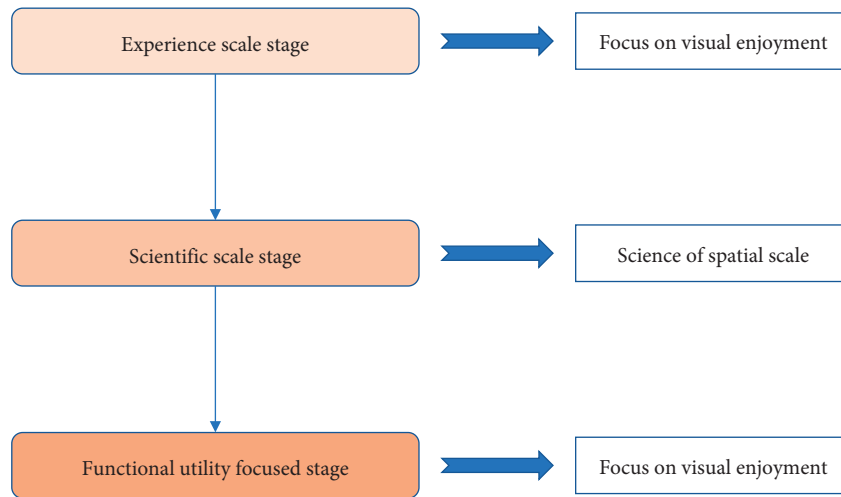 Experience scale stage
Focus on visual enjoyment
Scientific scale stage
Science of spatial scale
Functional utility focused stage
Focus on visual enjoyment